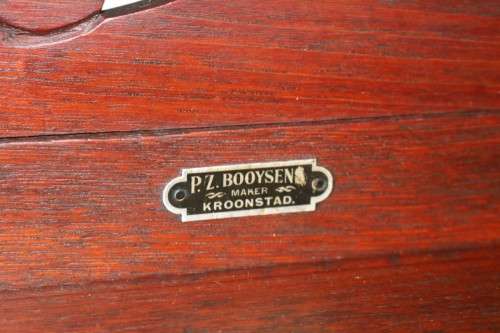 P.Z. BOOYSENS
MAKER
KROONSTAD.